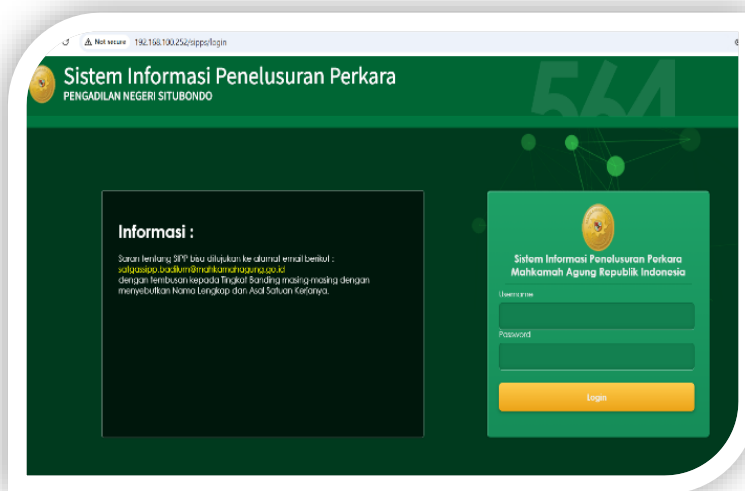 Not secure 192.168.100.252/sipps/login
Sistem Informasi Penelusuran Perkara
PENGADILAN NEGERI SITUBONDO
564
Informasi :
Saran tentang SIPP bisa ditujukan ke alamat email berikut :
satgassipp.badilum@mahkamahagung.go.id
dengan tembusan kepada Tingkat Banding masing-masing dengan
menyebutkan Nama Lengkap dan Asal Satuan Kerjanya.
Sistem Informasi Penelusuran Perkara
Mahkamah Agung Republik Indonesia
Username
Password
Login